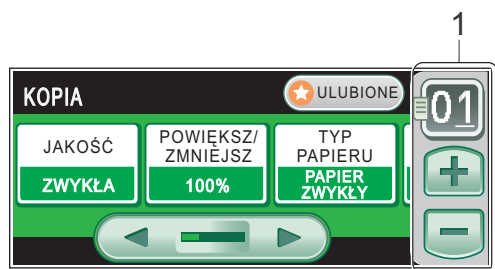 1
KOPIA
ULUBIONE
01
JAKOŚĆ
ZWYKŁA
POWIĘKSZ/
ZMNIEJSZ
100%
TYP
PAPIERU
PAPIER
ZWYKŁY